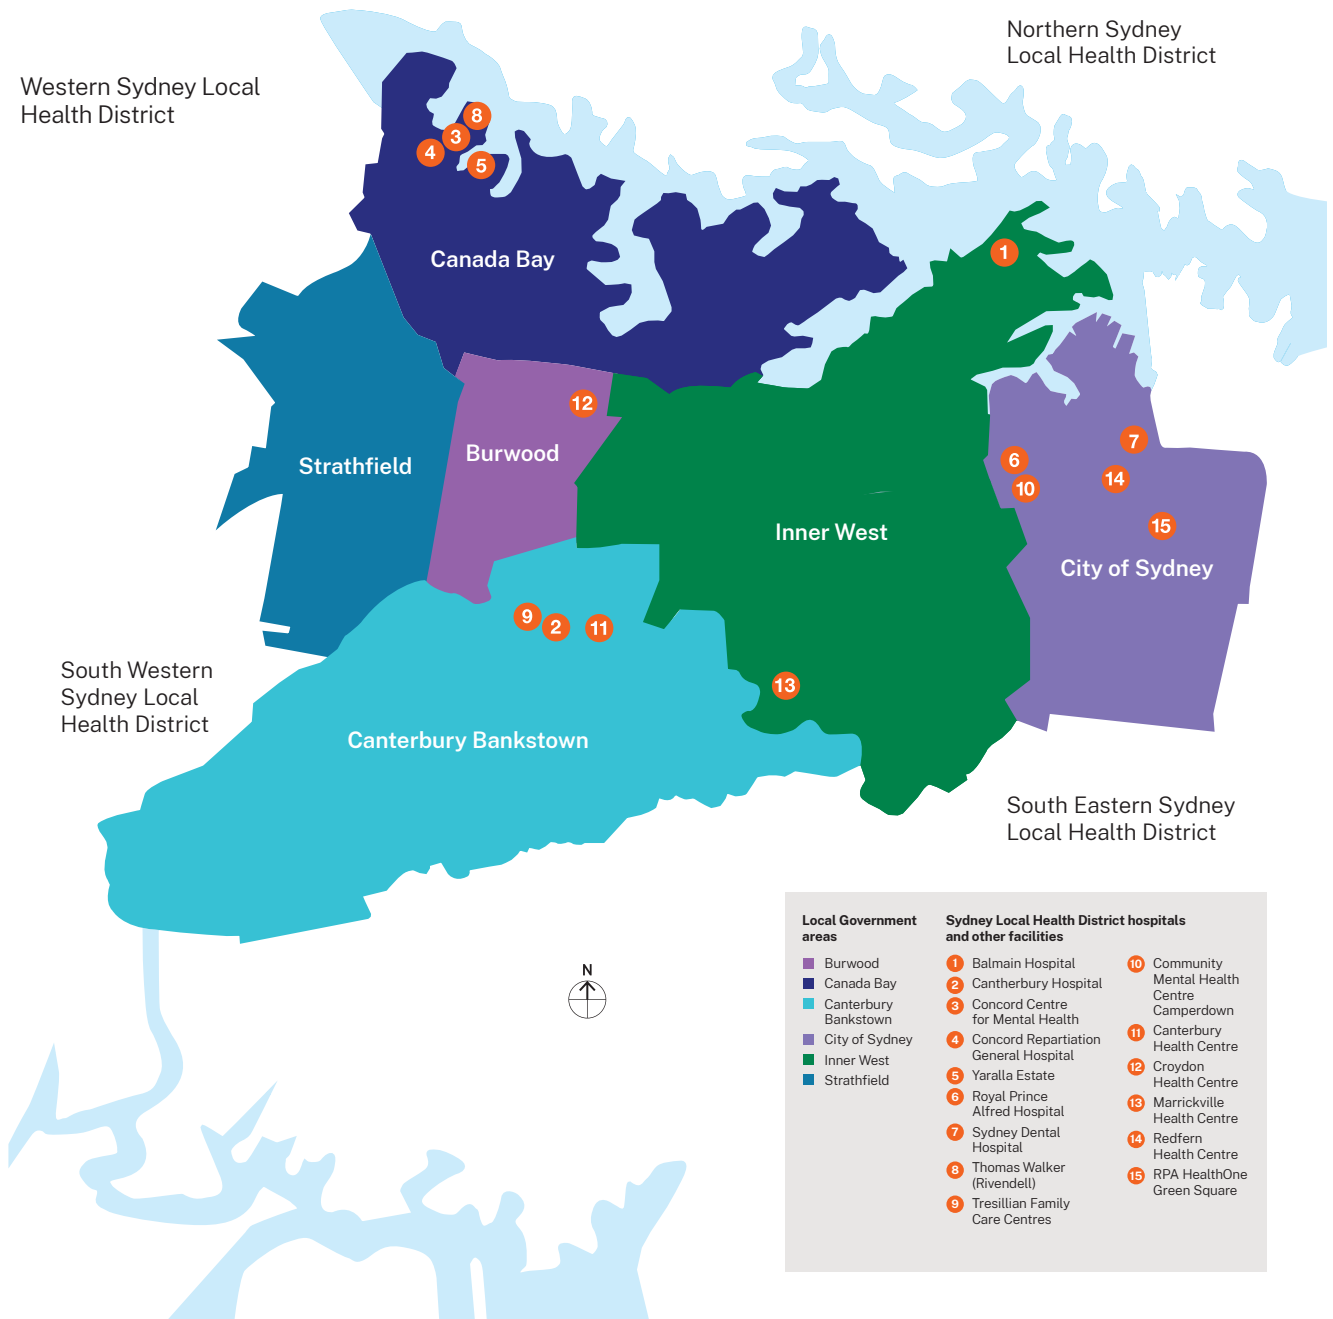 Northern Sydney
Local Health District
Western Sydney Local
Health District
8
3
4
5
Canada Bay
1
12
Burwood
Strathfield
7
6
14
10
15
Inner West
City of Sydney
9
2
11
South Western
Sydney Local
Health District
13
Canterbury Bankstown
South Eastern Sydney
Local Health District
N
Local Government
areas
Burwood
Canada Bay
Canterbury
Bankstown
City of Sydney
Inner West
Strathfield
Sydney Local Health District hospitals
and other facilities
1 Balmain Hospital
2 Cantherbury Hospital
3 Concord Centre
for Mental Health
4 Concord Repartiation
General Hospital
5 Yaralla Estate
6 Royal Prince
Alfred Hospital
7 Sydney Dental
Hospital
8 Thomas Walker
(Rivendell)
9 Tresillian Family
Care Centres
10 Community
Mental Health
Centre
Camperdown
11 Canterbury
Health Centre
12 Croydon
Health Centre
13 Marrickville
Health Centre
14 Redfern
Health Centre
15 RPA HealthOne
Green Square